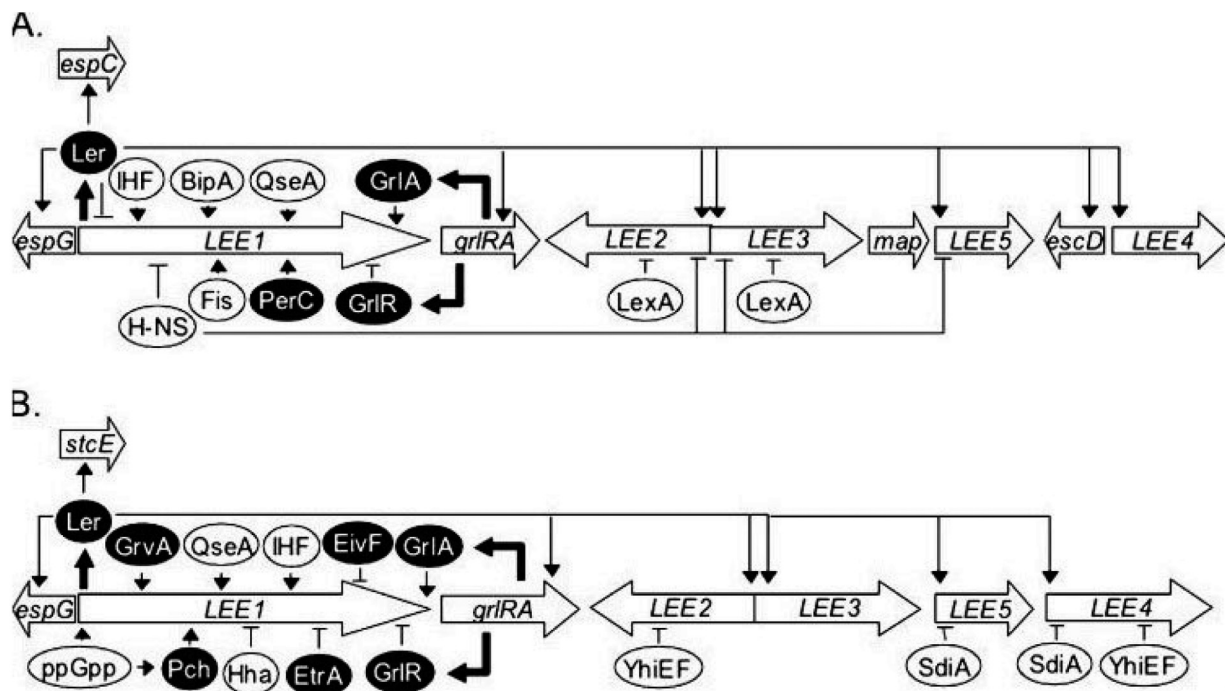 A.
espC
Ler
IHF BipA QseA GrlA
espG LEE1 grlRA LEE2 LEE3 map LEE5 escD LEE4
H-NS Fis PerC GrlR LexA LexA
B.
stcE
Ler
GrvA QseA IHF EivF GrlA
espG LEE1 grlRA LEE2 LEE3 LEE5 LEE4
ppGpp Pch Hha EtrA GrlR YhiEF SdiA SdiA YhiEF